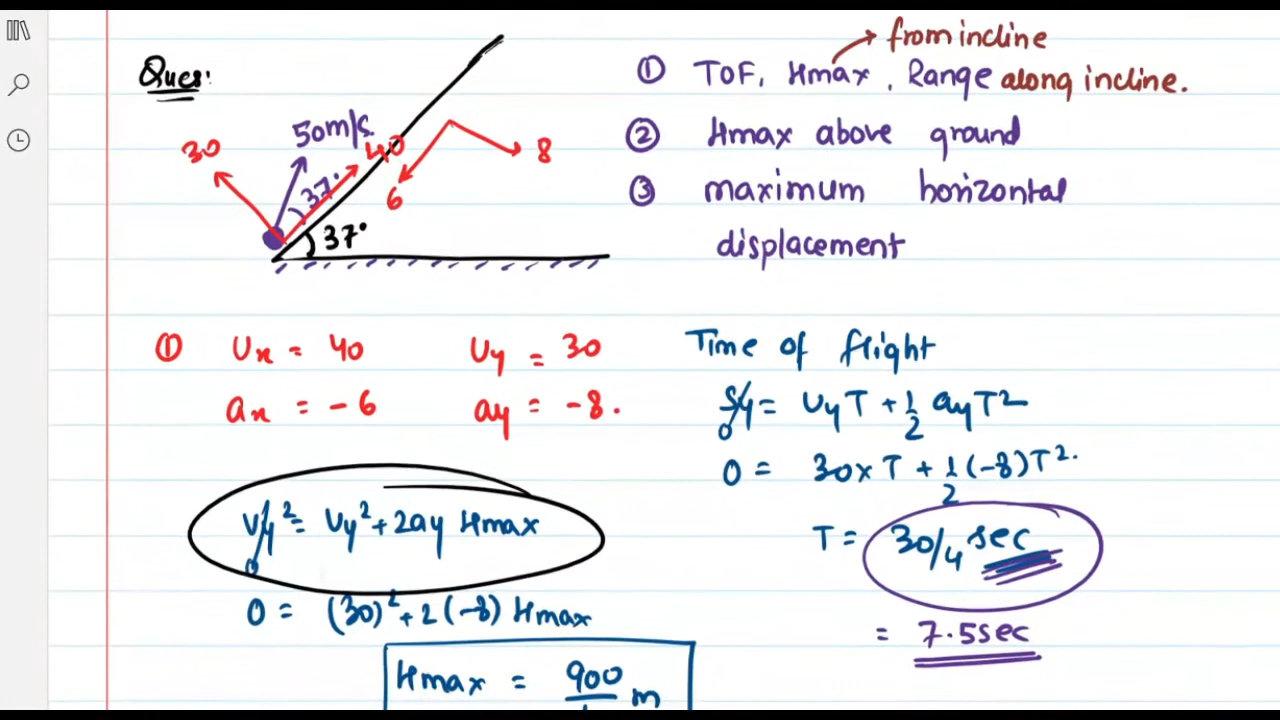 Ques:
from incline
① TOF, Hmax, Range along incline.
② Hmax above ground
③ maximum horizontal
displacement
50m/s
30
40
8
37°
6
37°
① Ux = 40 Uy = 30
ax = -6 ay = -8.
Time of flight
Sy = UyT + 1/2 ayT²
0
0 = 30xT + 1/2 (-8)T².
T = 30/4 sec
= 7.5sec
Vy² = Uy² + 2ay Hmax
0
0 = (30)² + 2(-8) Hmax
Hmax = 900 m